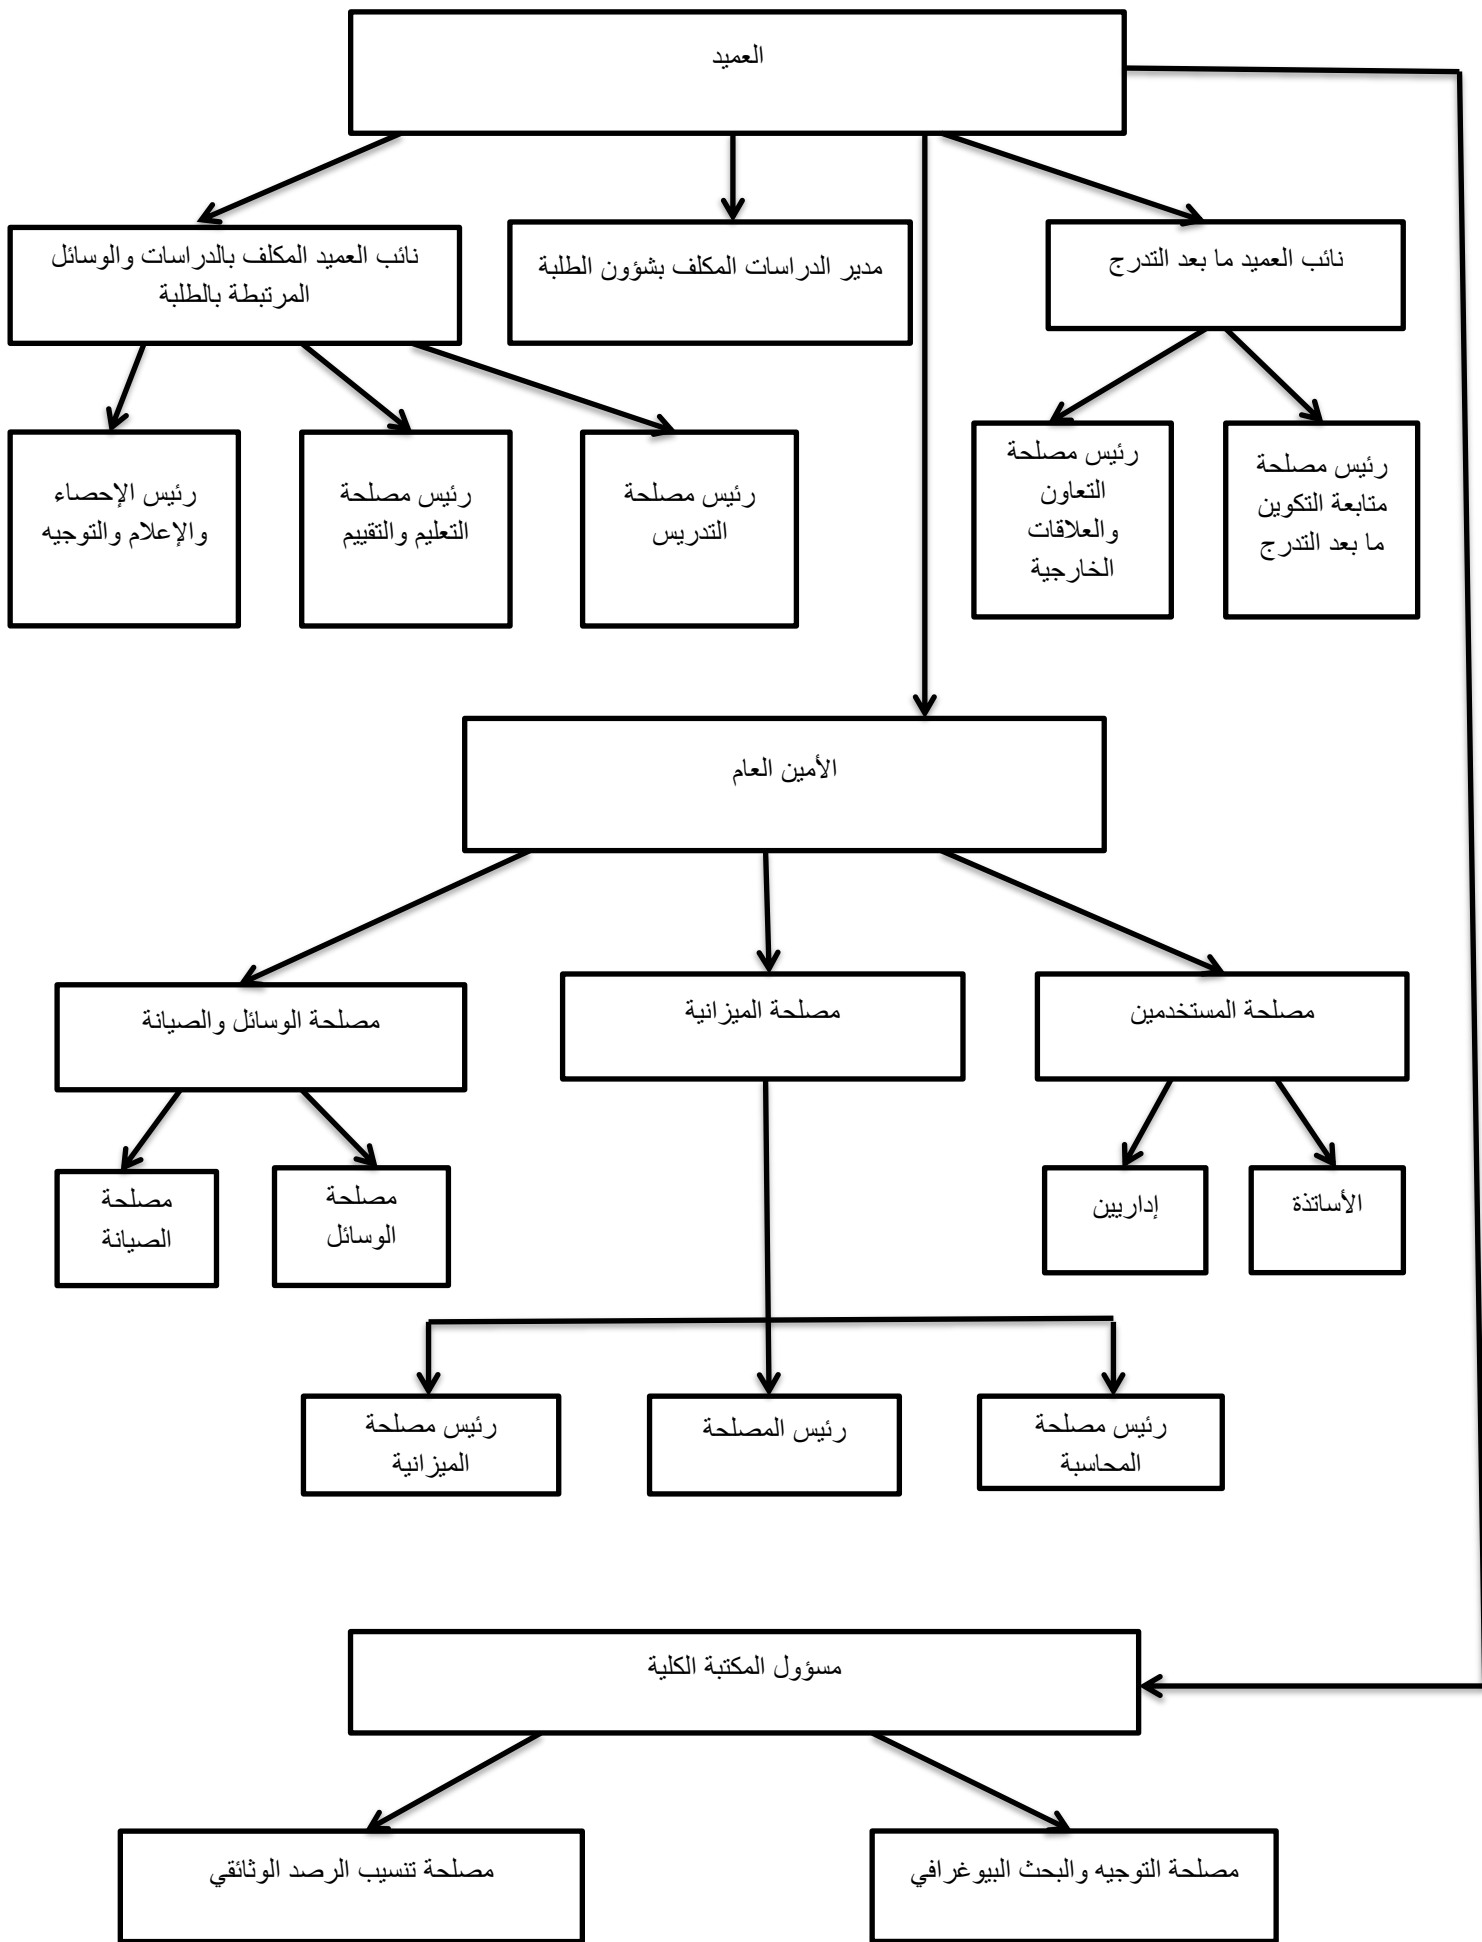 العميد
نائب العميد ما بعد التدرج
مدير الدراسات المكلف بشؤون الطلبة
نائب العميد المكلف بالدراسات والوسائل
المرتبطة بالطلبة
رئيس مصلحة
متابعة التكوين
ما بعد التدرج
رئيس مصلحة
التعاون
والعلاقات
الخارجية
رئيس مصلحة
التدريس
رئيس مصلحة
التعليم والتقييم
رئيس الإحصاء
والإعلام والتوجيه
الأمين العام
مصلحة المستخدمين
مصلحة الميزانية
مصلحة الوسائل والصيانة
الأساتذة
إداريين
مصلحة
الوسائل
مصلحة
الصيانة
رئيس مصلحة
المحاسبة
رئيس المصلحة
رئيس مصلحة
الميزانية
مسؤول المكتبة الكلية
مصلحة التوجيه والبحث البيوغرافي
مصلحة تنسيب الرصد الوثائقي